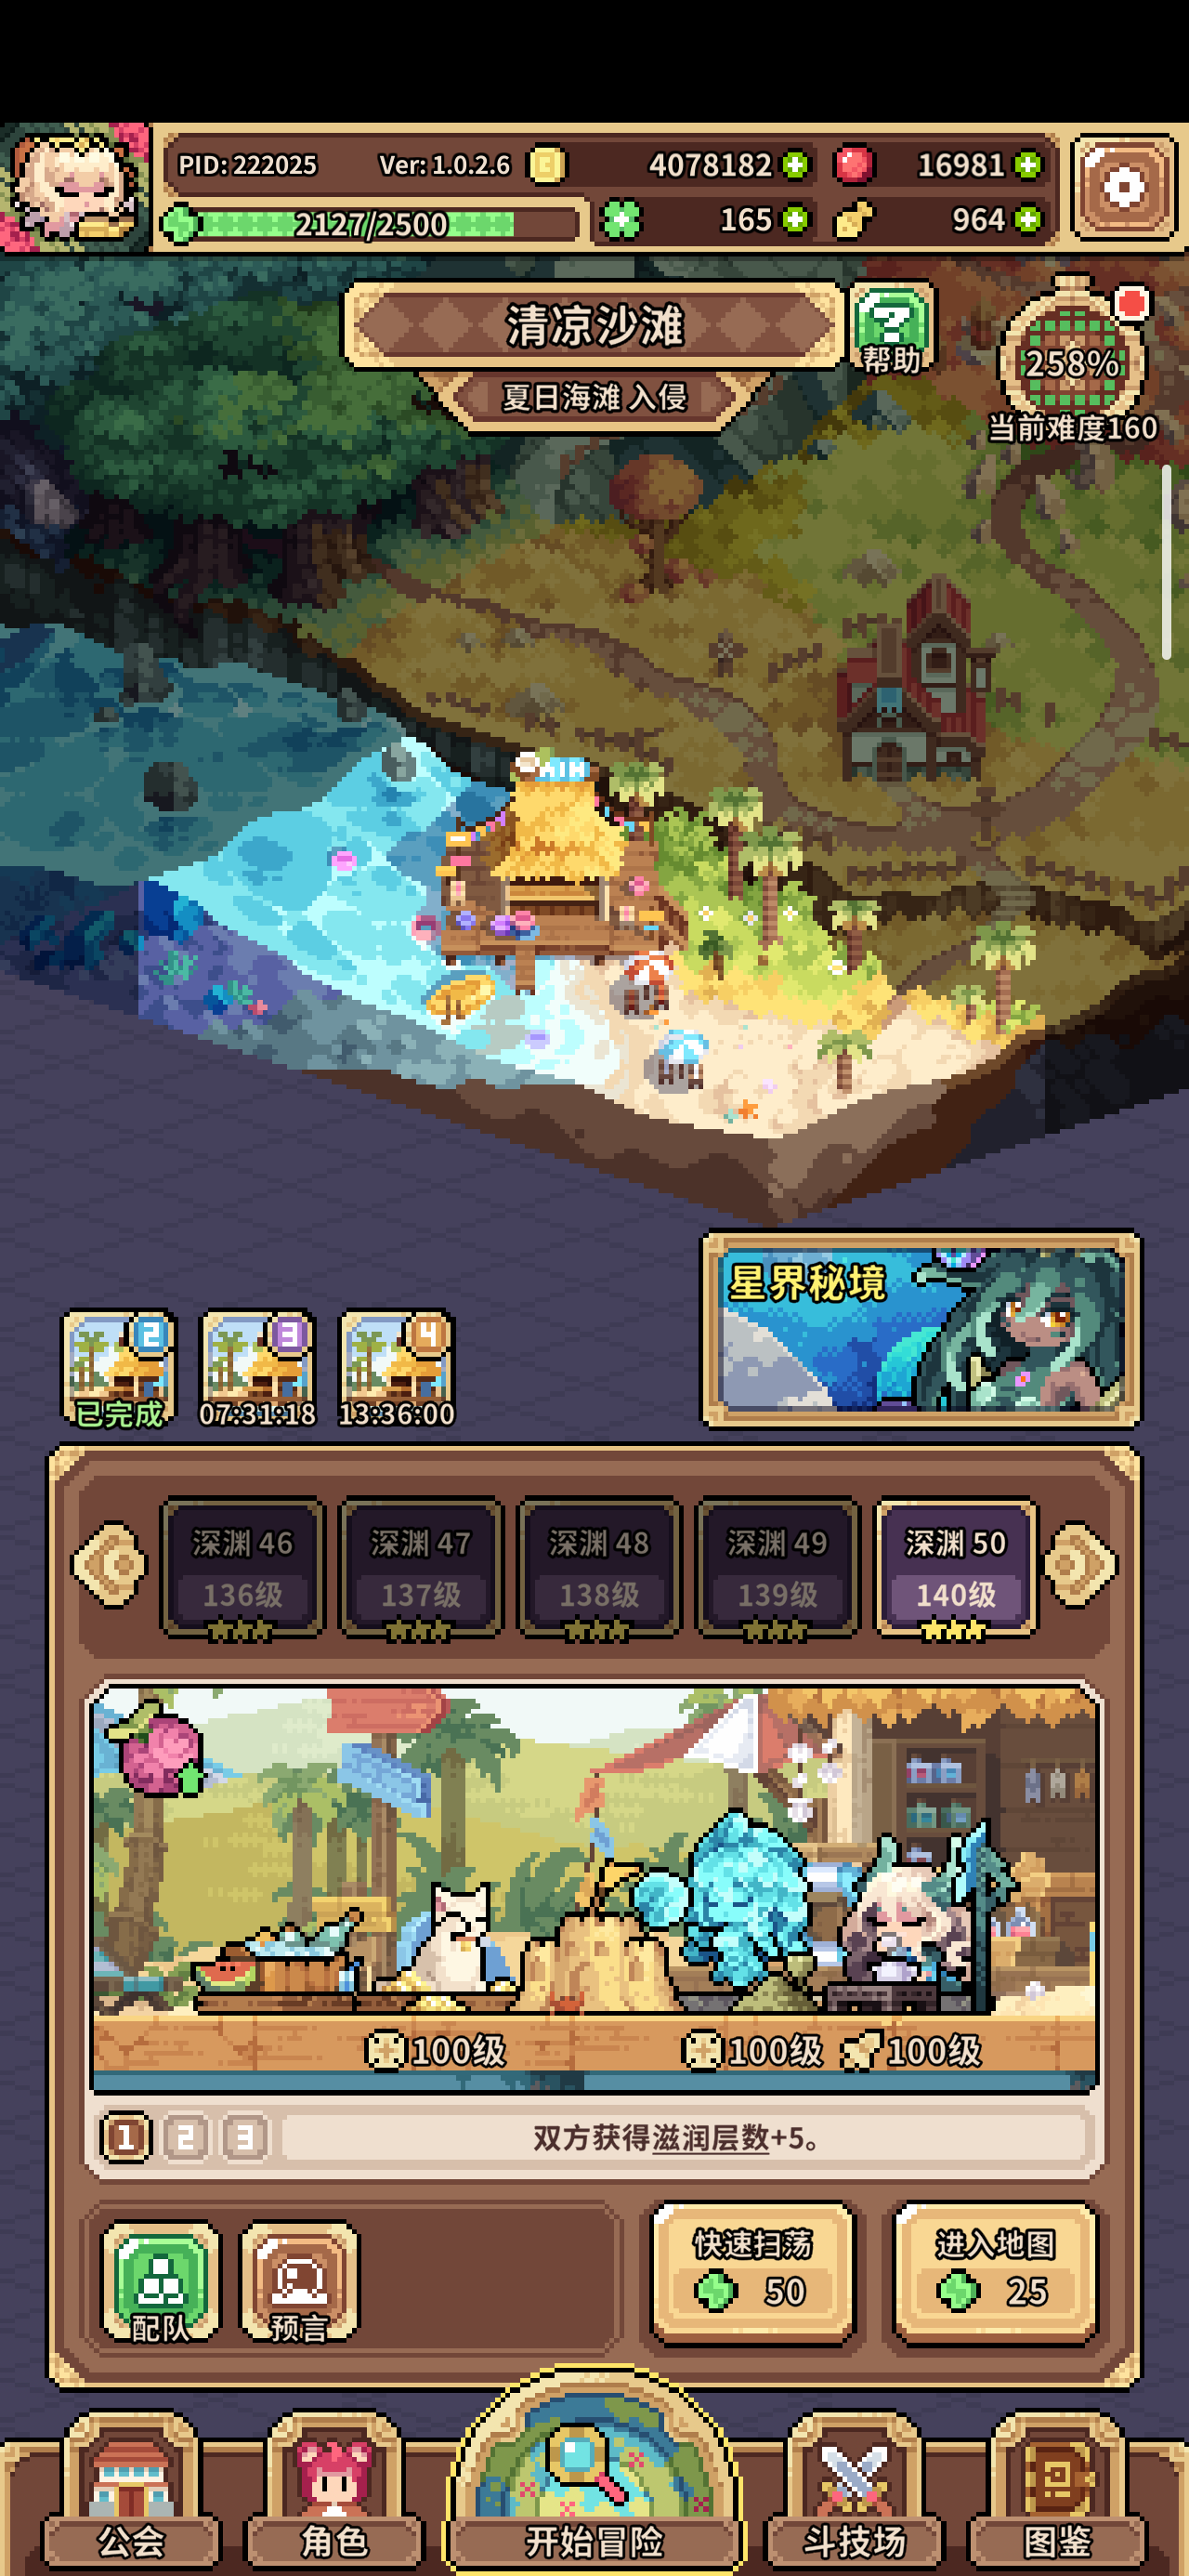 PID: 222025 Ver: 1.0.2.6 4078182 16981
2127/2500 165 964
清凉沙滩
帮助
258%
夏日海滩 入侵
当前难度160
星界秘境
2 3 4
已完成 07:31:18 13:36:00
深渊 46 深渊 47 深渊 48 深渊 49 深渊 50
136级 137级 138级 139级 140级
100级 100级 100级
1 2 3 双方获得滋润层数+5。
快速扫荡 进入地图
50 25
配队 预言
公会 角色 开始冒险 斗技场 图鉴